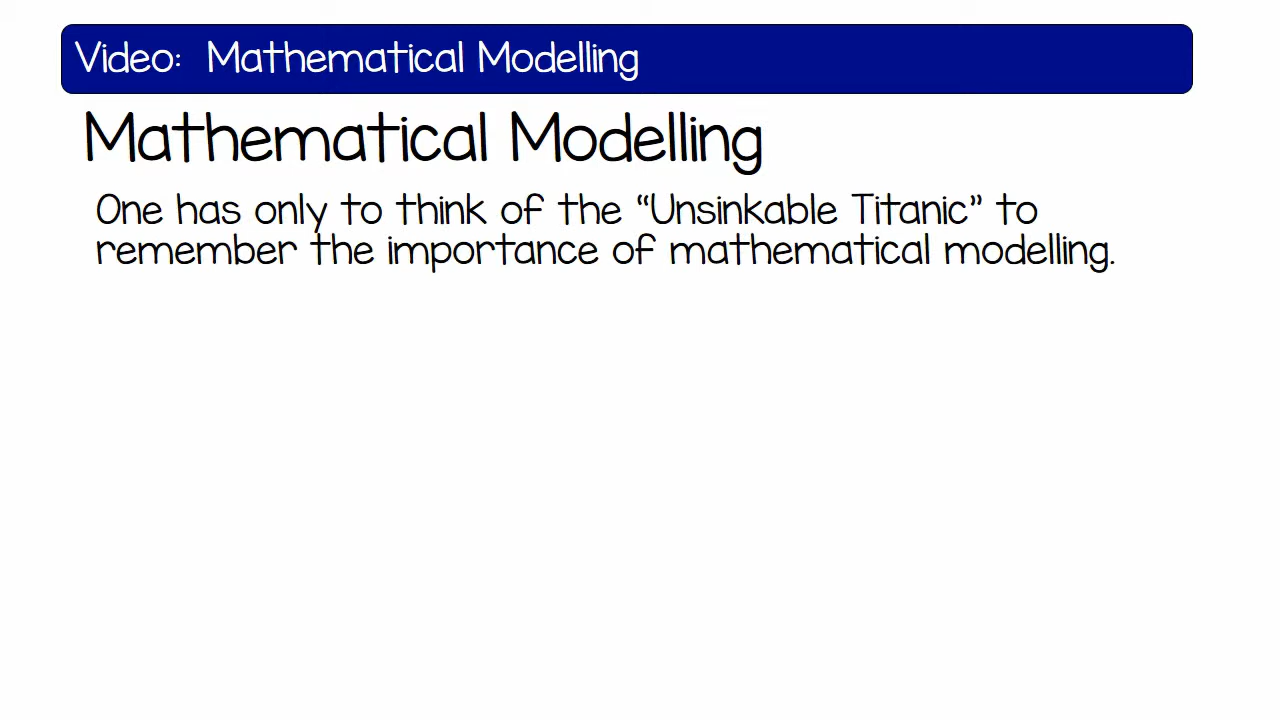 Video: Mathematical Modelling
Mathematical Modelling
One has only to think of the “Unsinkable Titanic” to
remember the importance of mathematical modelling.